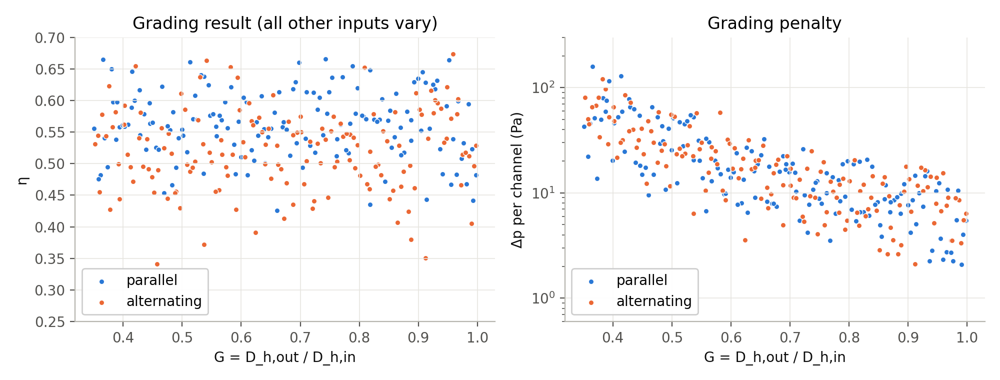 Grading result (all other inputs vary)
η
0.70
0.65
0.60
0.55
0.50
0.45
0.40
0.35
0.30
0.25
0.4 0.5 0.6 0.7 0.8 0.9 1.0
G = D_h,out / D_h,in
parallel
alternating
Grading penalty
Δp per channel (Pa)
10²
10¹
10⁰
0.4 0.5 0.6 0.7 0.8 0.9 1.0
G = D_h,out / D_h,in
parallel
alternating